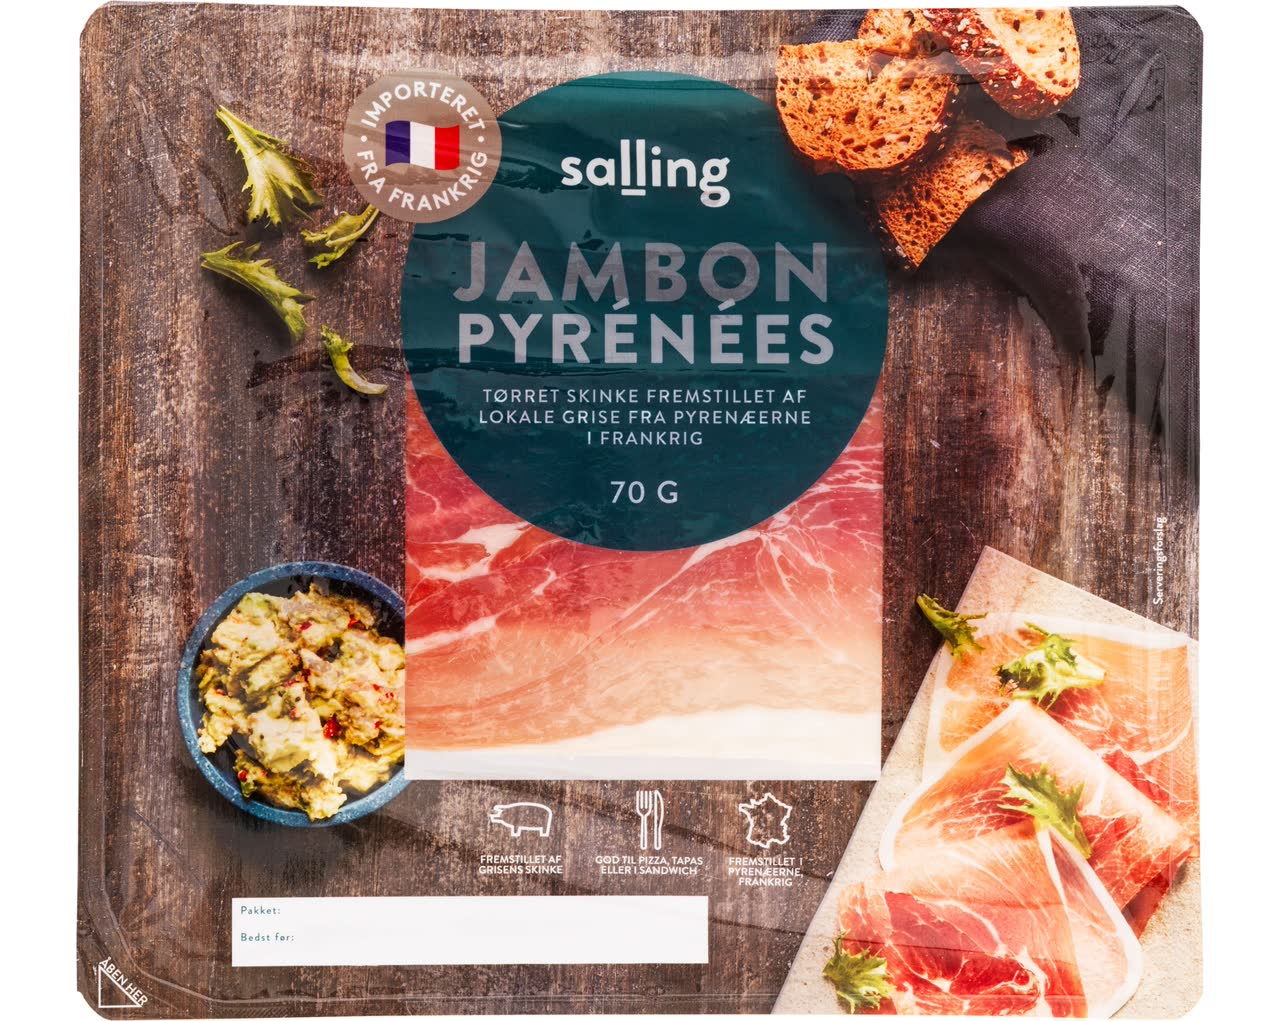 IMPORTERET
FRA FRANKRIG
salling
JAMBON
PYRÉNÉES
TØRRET SKINKE FREMSTILLET AF
LOKALE GRISE FRA PYRENÆERNE
I FRANKRIG
70 G
Serveringsforslag
FREMSTILLET AF
GRISENS SKINKE
GOD TIL PIZZA, TAPAS
ELLER I SANDWICH
FREMSTILLET I
PYRENÆERNE,
FRANKRIG
Pakket:
Bedst før:
ÅBEN HER